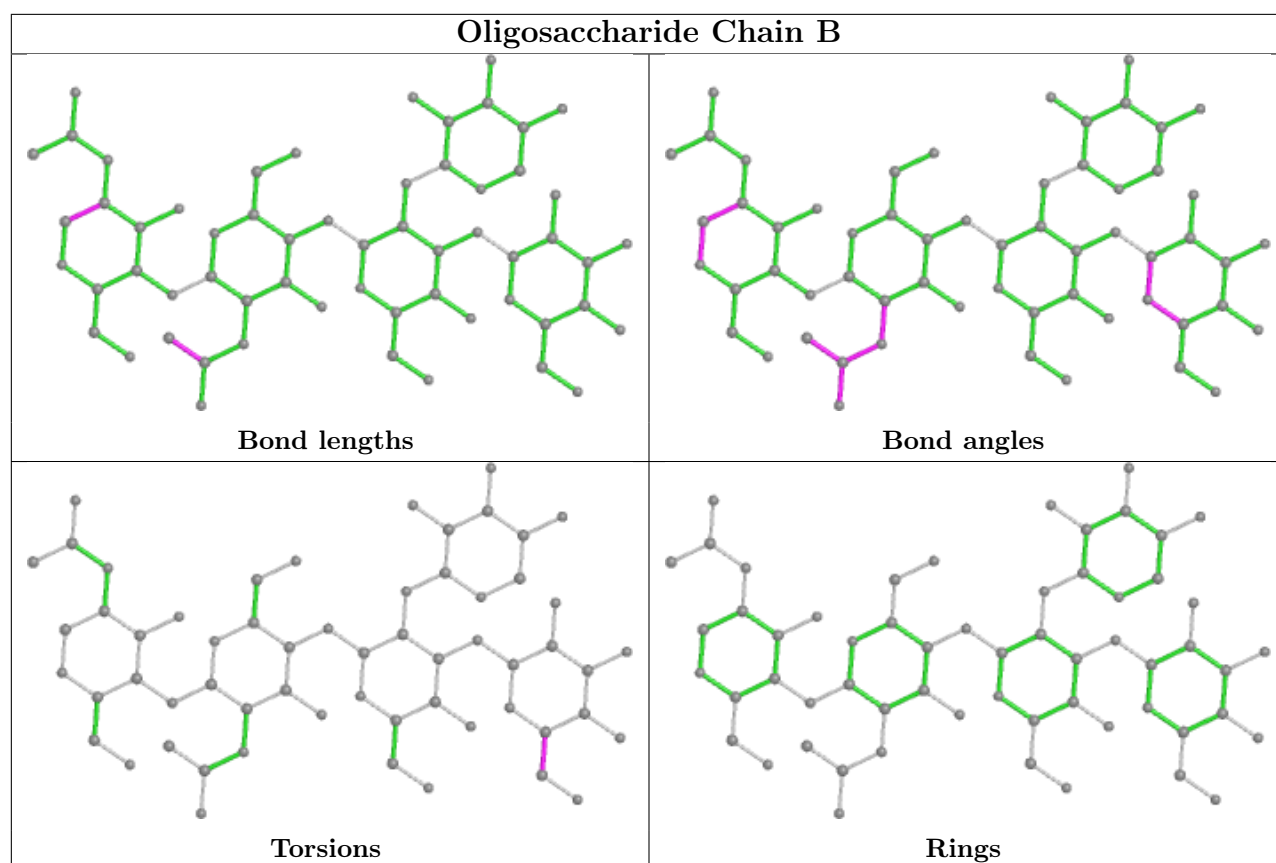 Oligosaccharide Chain B
Bond lengths
Bond angles
Torsions
Rings